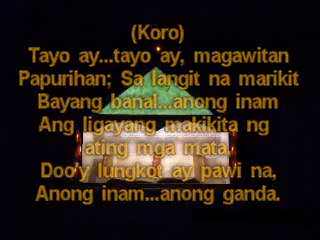 (Koro)
Tayo ay...tayo ay, magawitan
Papurihan; Sa langit na marikit
Bayang banal...anong inam
Ang ligayang makikita ng
ating mga mata,
Doo'y lungkot ay pawi na,
Anong inam...anong ganda.